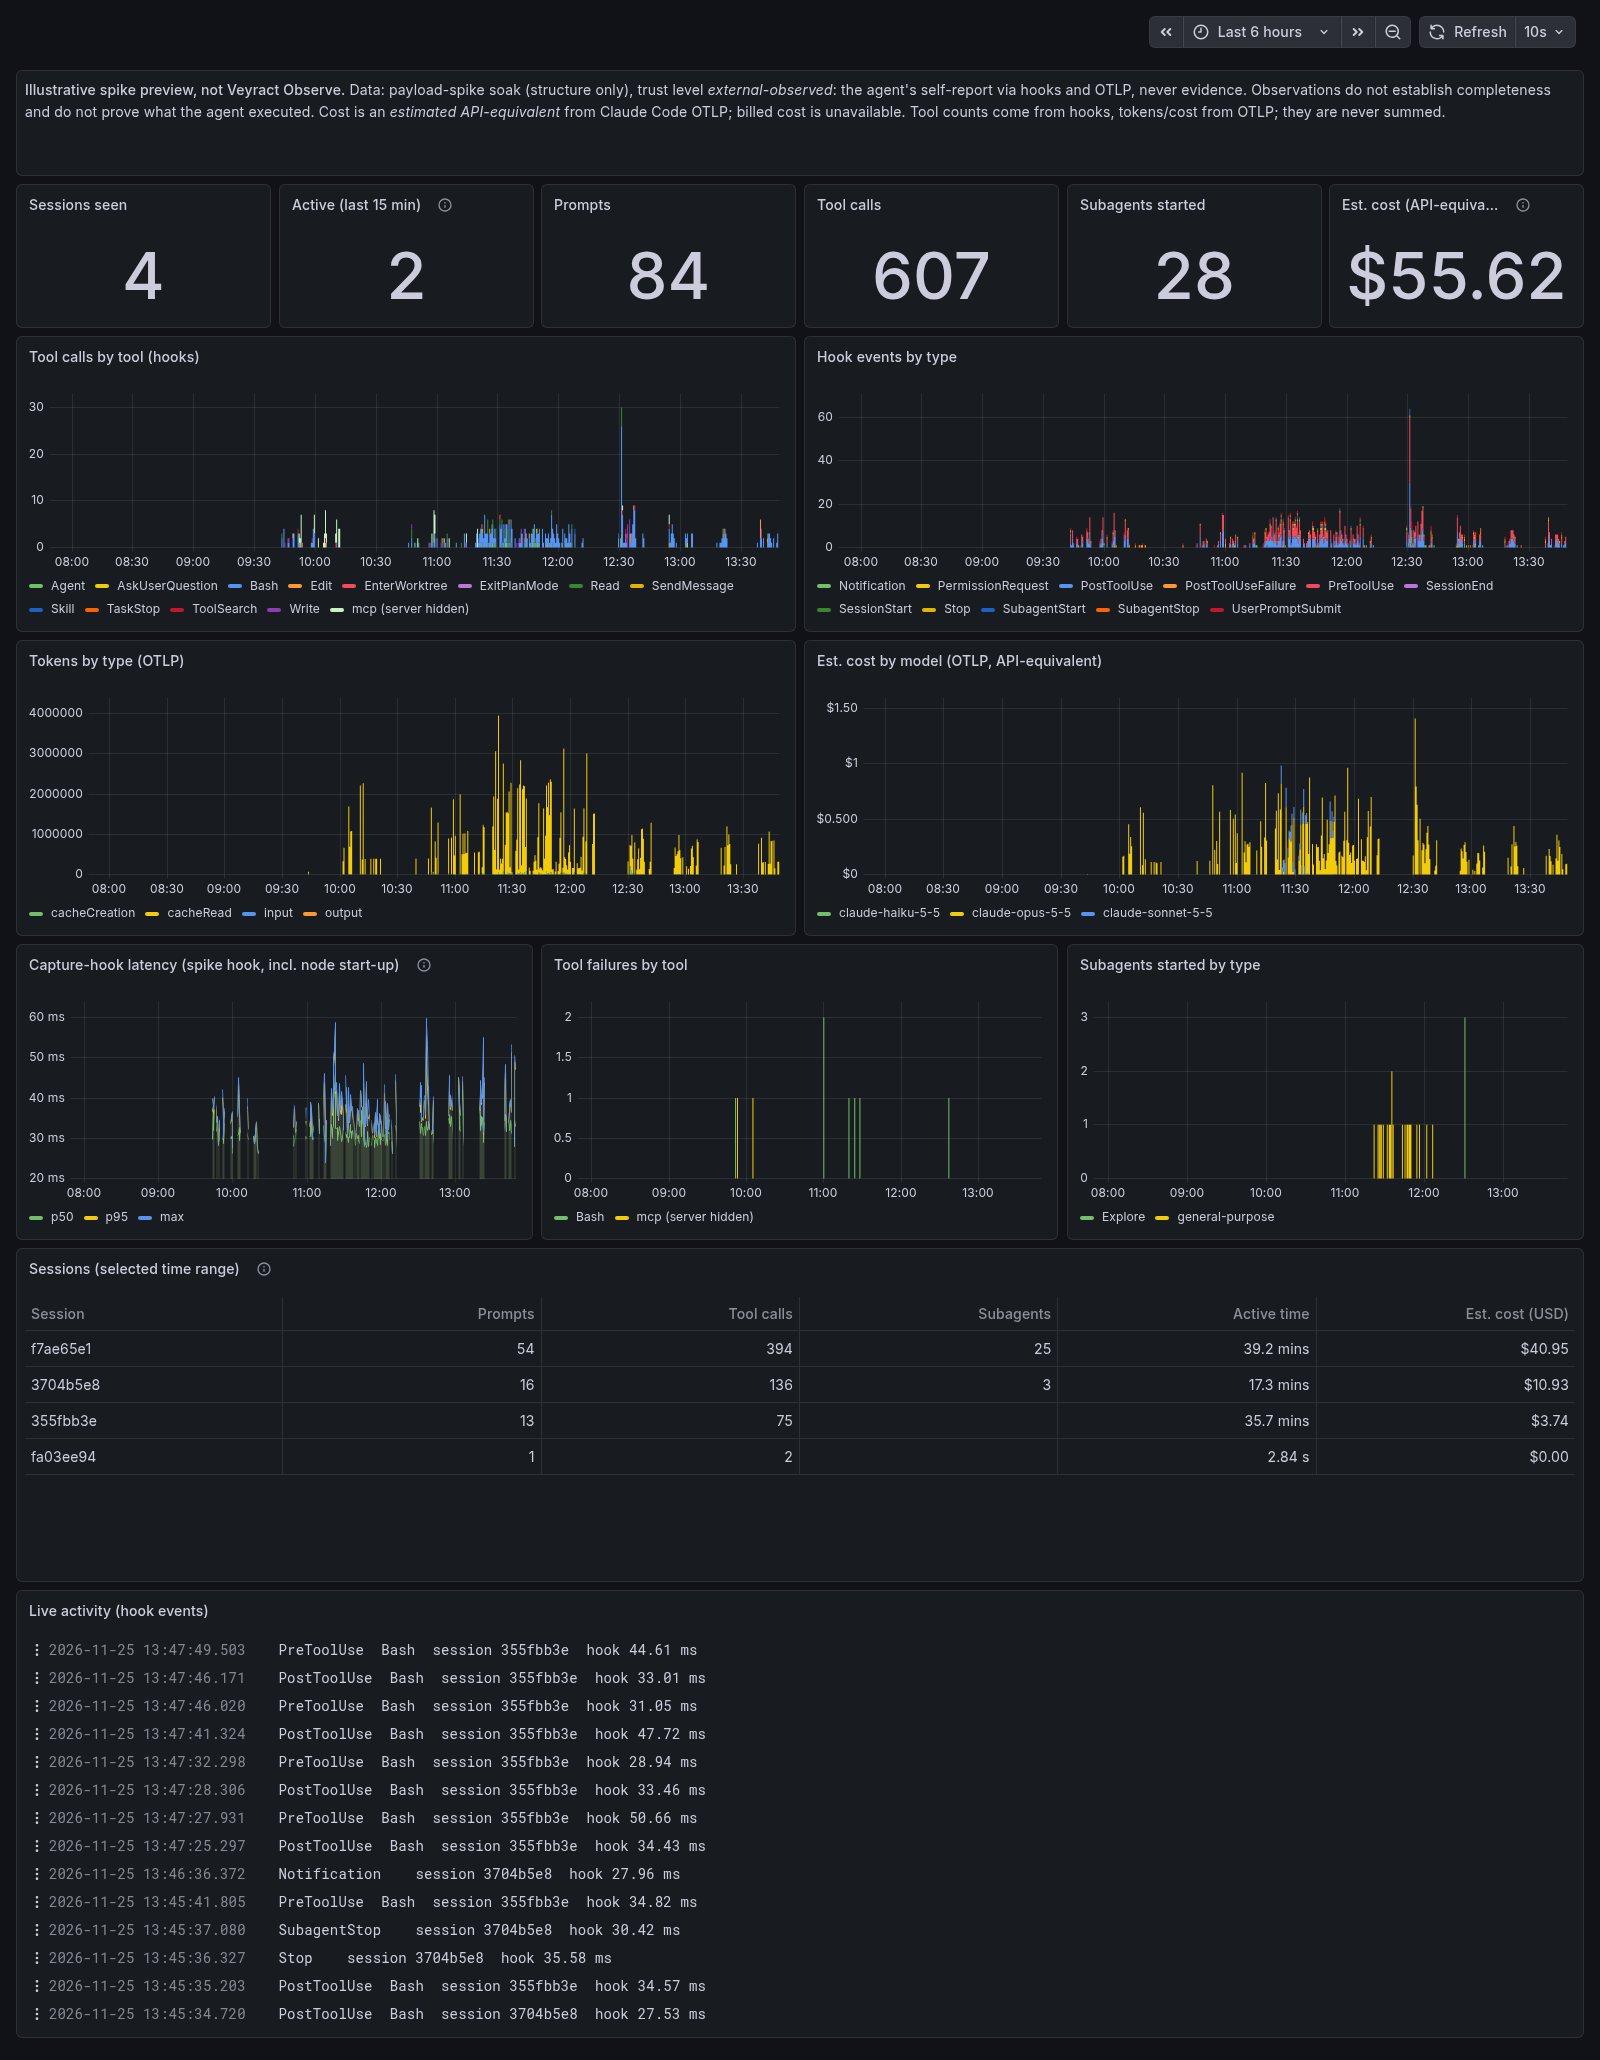 Last 6 hours
Refresh
10s
Illustrative spike preview, not Veyract Observe. Data: payload-spike soak (structure only), trust level external-observed: the agent's self-report via hooks and OTLP, never evidence. Observations do not establish completeness
and do not prove what the agent executed. Cost is an estimated API-equivalent from Claude Code OTLP; billed cost is unavailable. Tool counts come from hooks, tokens/cost from OTLP; they are never summed.
Sessions seen
4
Active (last 15 min)
2
Prompts
84
Tool calls
607
Subagents started
28
Est. cost (API-equiva...
$55.62
Tool calls by tool (hooks)
30
20
10
0
08:00 08:30 09:00 09:30 10:00 10:30 11:00 11:30 12:00 12:30 13:00 13:30
Agent AskUserQuestion Bash Edit EnterWorktree ExitPlanMode Read SendMessage
Skill TaskStop ToolSearch Write mcp (server hidden)
Hook events by type
60
40
20
0
08:00 08:30 09:00 09:30 10:00 10:30 11:00 11:30 12:00 12:30 13:00 13:30
Notification PermissionRequest PostToolUse PostToolUseFailure PreToolUse SessionEnd
SessionStart Stop SubagentStart SubagentStop UserPromptSubmit
Tokens by type (OTLP)
4000000
3000000
2000000
1000000
0
08:00 08:30 09:00 09:30 10:00 10:30 11:00 11:30 12:00 12:30 13:00 13:30
cacheCreation cacheRead input output
Est. cost by model (OTLP, API-equivalent)
$1.50
$1
$0.500
$0
08:00 08:30 09:00 09:30 10:00 10:30 11:00 11:30 12:00 12:30 13:00 13:30
claude-haiku-5-5 claude-opus-5-5 claude-sonnet-5-5
Capture-hook latency (spike hook, incl. node start-up)
60 ms
50 ms
40 ms
30 ms
20 ms
08:00 09:00 10:00 11:00 12:00 13:00
p50 p95 max
Tool failures by tool
2
1.5
1
0.5
0
08:00 09:00 10:00 11:00 12:00 13:00
Bash mcp (server hidden)
Subagents started by type
3
2
1
0
08:00 09:00 10:00 11:00 12:00 13:00
Explore general-purpose
Sessions (selected time range)
Session Prompts Tool calls Subagents Active time Est. cost (USD)
f7ae65e1 54 394 25 39.2 mins $40.95
3704b5e8 16 136 3 17.3 mins $10.93
355fbb3e 13 75 35.7 mins $3.74
fa03ee94 1 2 2.84 s $0.00
Live activity (hook events)
2026-11-25 13:47:49.503 PreToolUse Bash session 355fbb3e hook 44.61 ms
2026-11-25 13:47:46.171 PostToolUse Bash session 355fbb3e hook 33.01 ms
2026-11-25 13:47:46.020 PreToolUse Bash session 355fbb3e hook 31.05 ms
2026-11-25 13:47:41.324 PostToolUse Bash session 355fbb3e hook 47.72 ms
2026-11-25 13:47:32.298 PreToolUse Bash session 355fbb3e hook 28.94 ms
2026-11-25 13:47:28.306 PostToolUse Bash session 355fbb3e hook 33.46 ms
2026-11-25 13:47:27.931 PreToolUse Bash session 355fbb3e hook 50.66 ms
2026-11-25 13:47:25.297 PostToolUse Bash session 355fbb3e hook 34.43 ms
2026-11-25 13:46:36.372 Notification session 3704b5e8 hook 27.96 ms
2026-11-25 13:45:41.805 PreToolUse Bash session 355fbb3e hook 34.82 ms
2026-11-25 13:45:37.080 SubagentStop session 3704b5e8 hook 30.42 ms
2026-11-25 13:45:36.327 Stop session 3704b5e8 hook 35.58 ms
2026-11-25 13:45:35.203 PostToolUse Bash session 355fbb3e hook 34.57 ms
2026-11-25 13:45:34.720 PostToolUse Bash session 3704b5e8 hook 27.53 ms